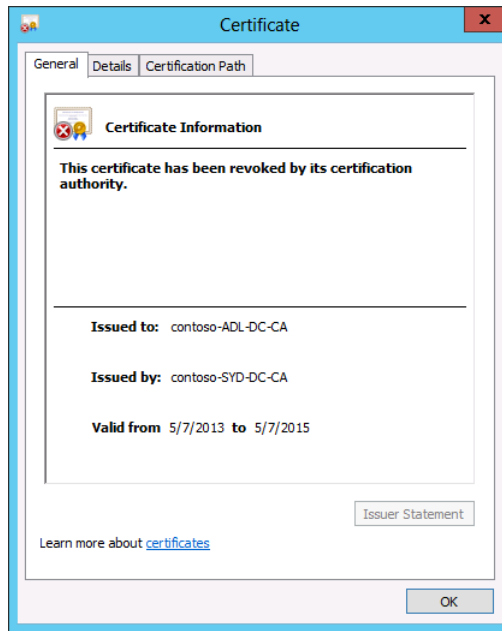 Certificate
x
General Details Certification Path
Certificate Information
This certificate has been revoked by its certification
authority.
Issued to: contoso-ADL-DC-CA
Issued by: contoso-SYD-DC-CA
Valid from 5/7/2013 to 5/7/2015
Issuer Statement
Learn more about certificates
OK